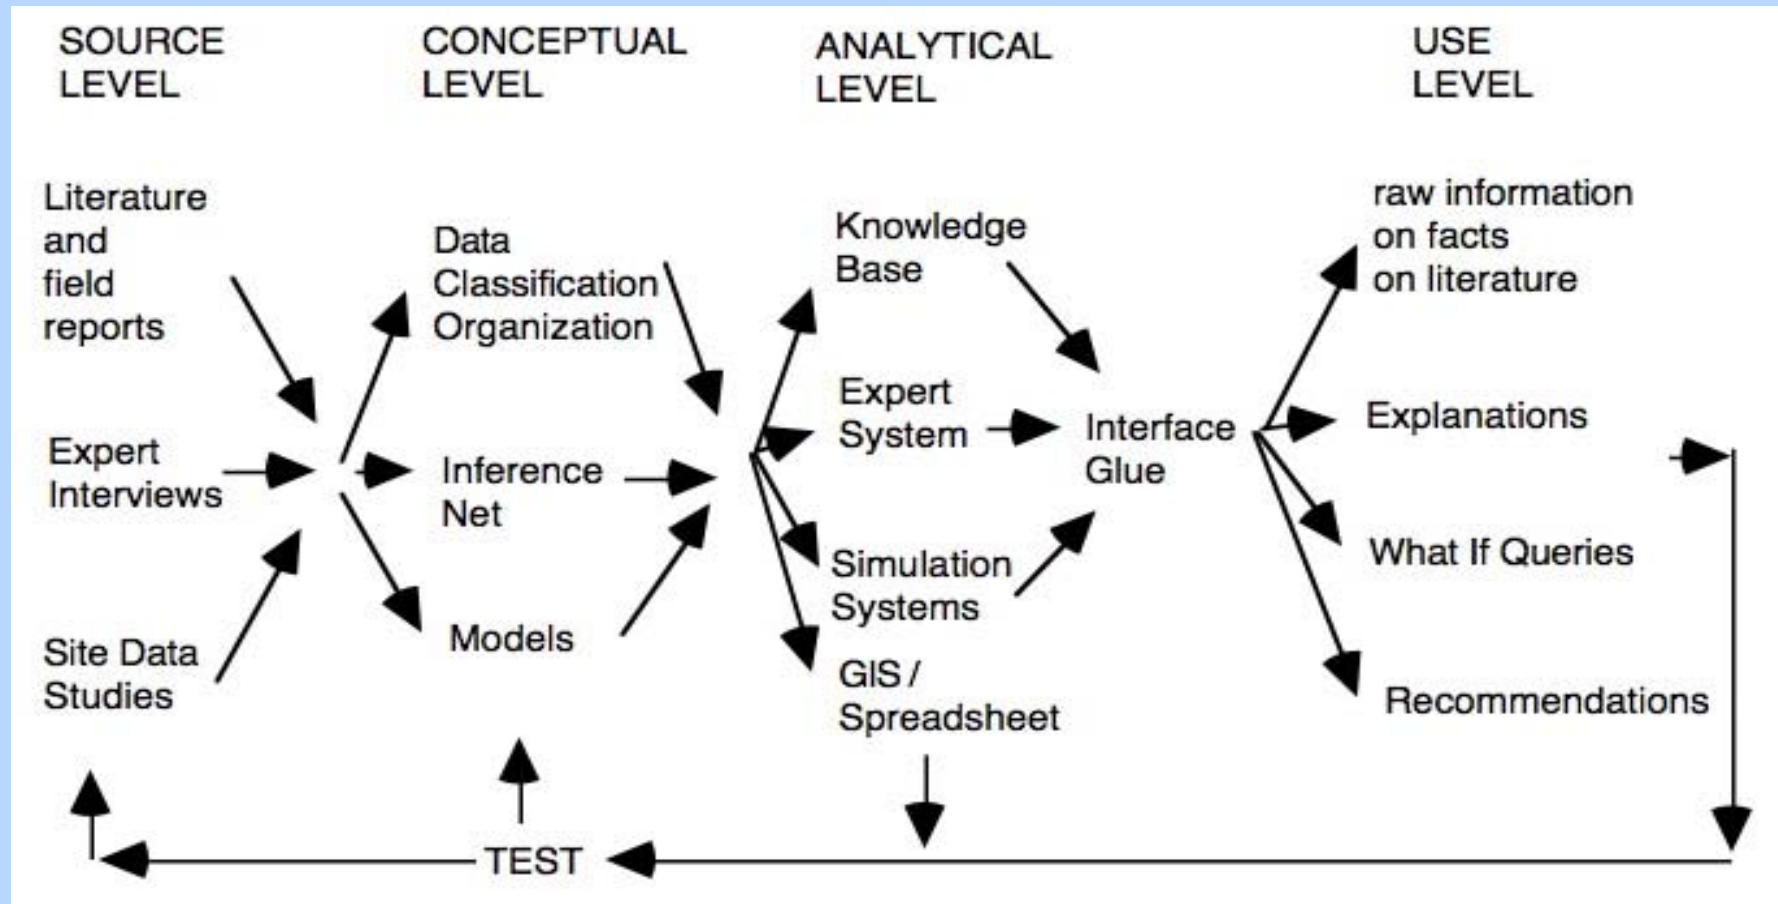 SOURCE
LEVEL
CONCEPTUAL
LEVEL
ANALYTICAL
LEVEL
USE
LEVEL
Literature
and
field
reports
Expert
Interviews
Site Data
Studies
Data
Classification
Organization
Inference
Net
Models
Knowledge
Base
Expert
System
Simulation
Systems
GIS /
Spreadsheet
Interface
Glue
raw information
on facts
on literature
Explanations
What If Queries
Recommendations
TEST